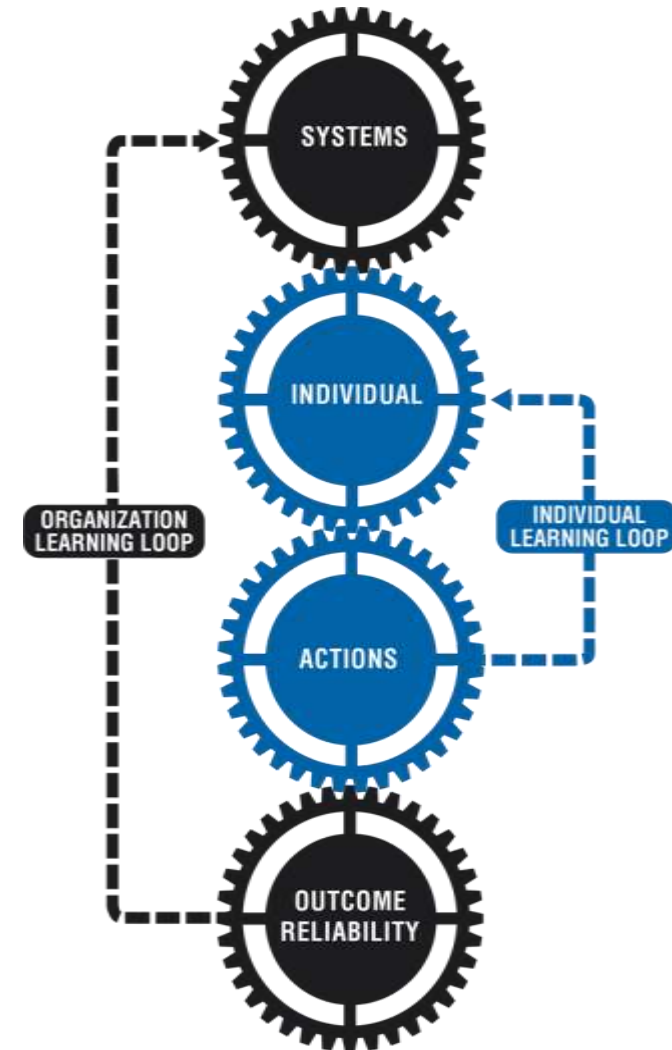 SYSTEMS
INDIVIDUAL
ORGANIZATION
LEARNING LOOP
INDIVIDUAL
LEARNING LOOP
ACTIONS
OUTCOME
RELIABILITY